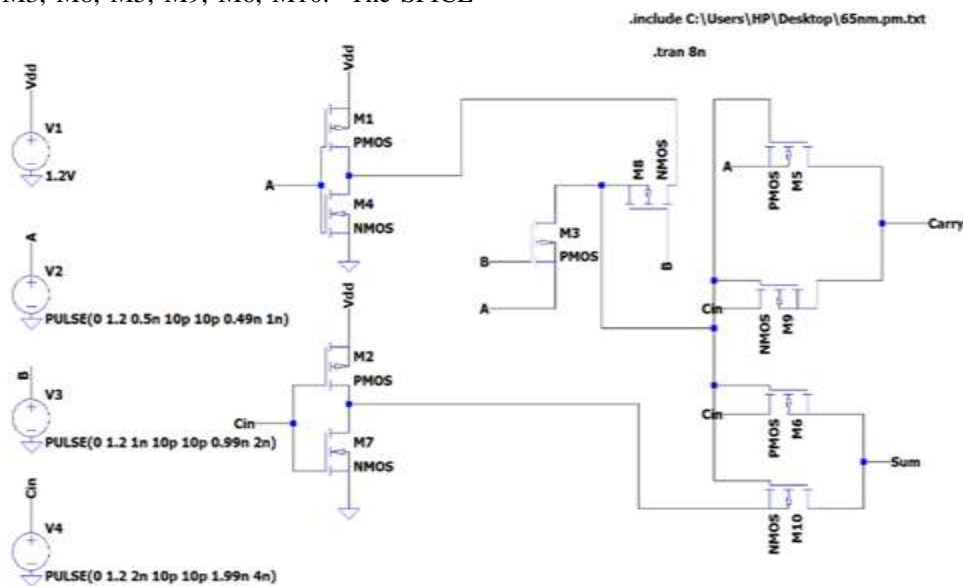 M3, M8, M5, M9, M6, M10. The SPICE
.include C:\Users\HP\Desktop\65nm.pm.txt
.tran 8n
Vdd
V1
1.2V
A
V2
PULSE(0 1.2 0.5n 10p 10p 0.49n 1n)
B
V3
PULSE(0 1.2 1n 10p 10p 0.99n 2n)
Cin
V4
PULSE(0 1.2 2n 10p 10p 1.99n 4n)
Vdd
M1
PMOS
A
M4
NMOS
Vdd
M2
PMOS
Cin
M7
NMOS
M8
NMOS
B
M3
PMOS
B
A
A
PMOS
M5
Carry
Cin
NMOS
M9
Cin
PMOS
M6
Sum
NMOS
M10